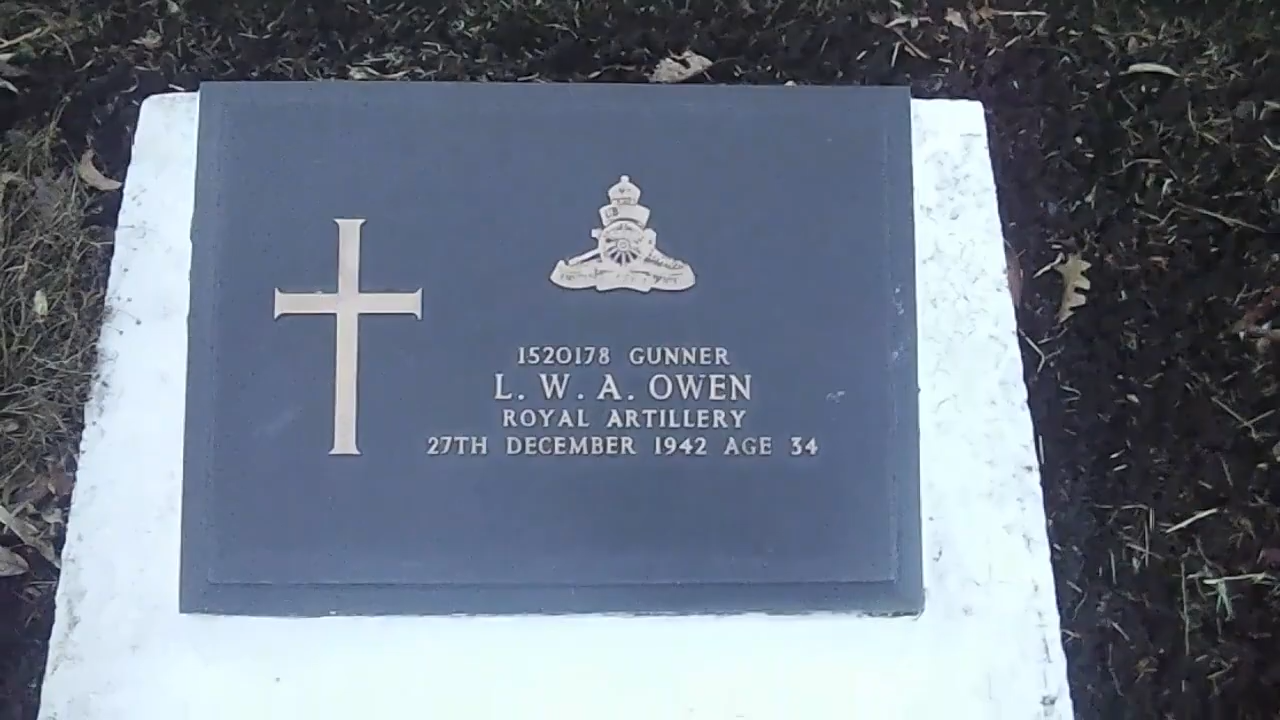 1520178 GUNNER
L. W. A. OWEN
ROYAL ARTILLERY
27TH DECEMBER 1942 AGE 34